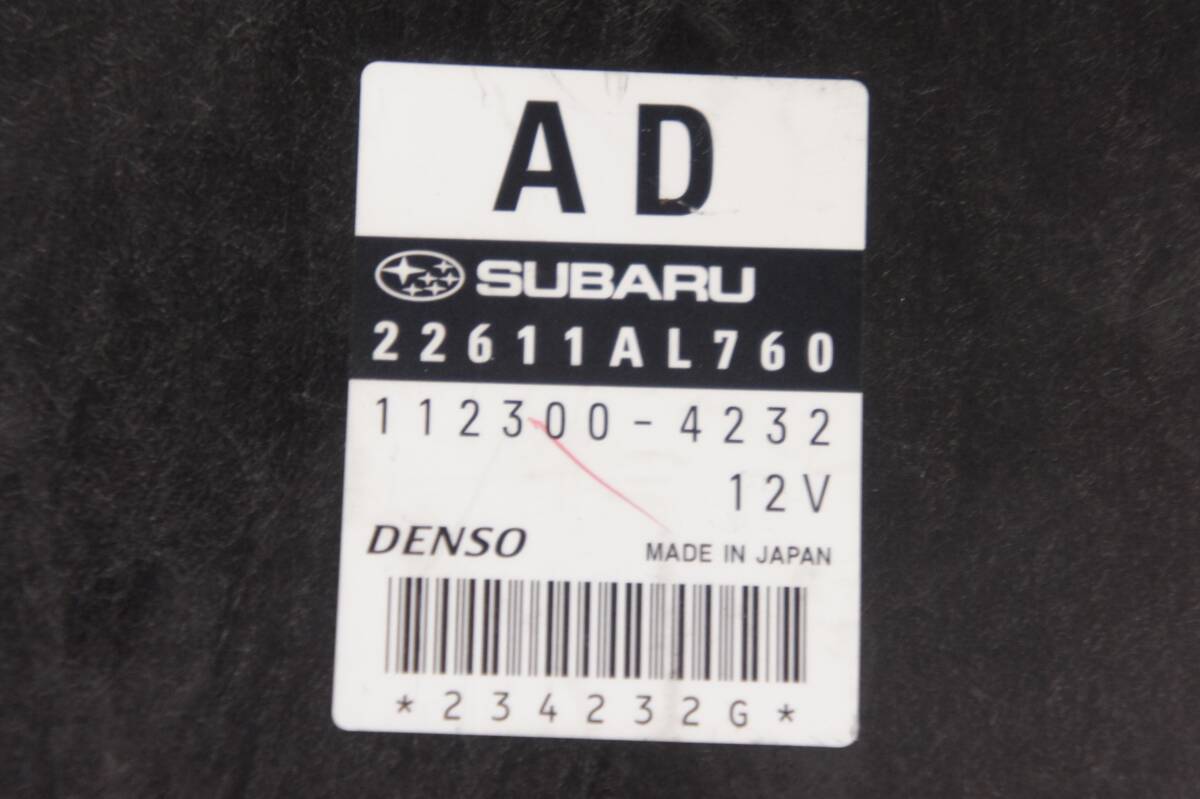 AD
SUBARU
22611AL760
112300-4232
12V
DENSO
MADE IN JAPAN
*234232G*